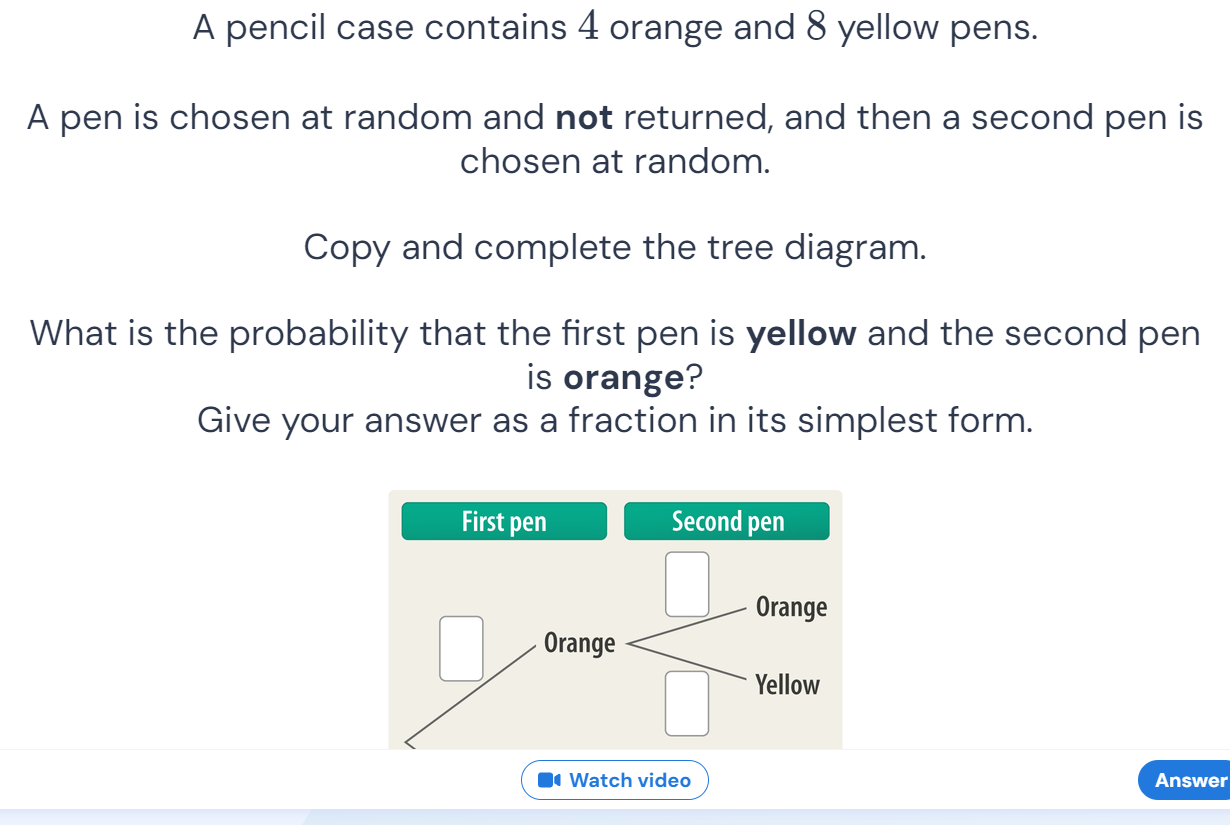 A pencil case contains 4 orange and 8 yellow pens.
A pen is chosen at random and not returned, and then a second pen is
chosen at random.
Copy and complete the tree diagram.
What is the probability that the first pen is yellow and the second pen
is orange?
Give your answer as a fraction in its simplest form.
First pen
Second pen
Orange
Orange
Yellow
Watch video
Answer